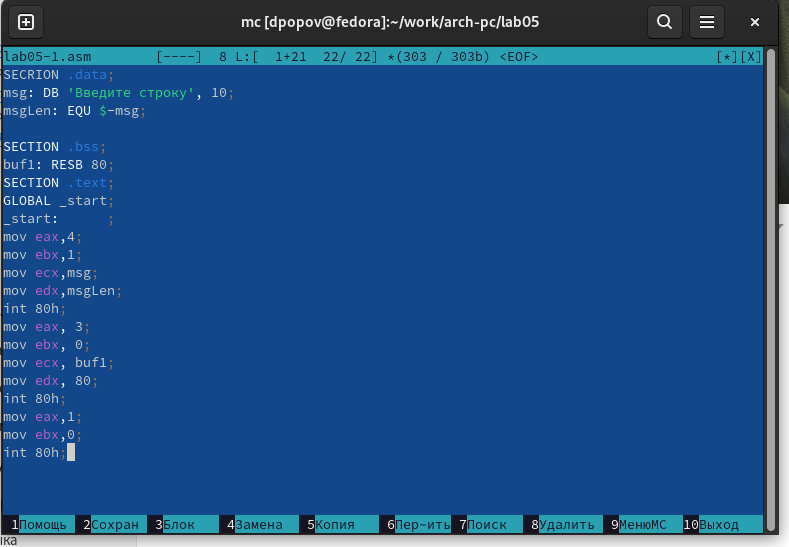 mc [dpopov@fedora]:~/work/arch-pc/lab05
lab05-1.asm [----] 8 L:[ 1+21 22/ 22] *(303 / 303b) <EOF> [*][X]
SECRION .data;
msg: DB 'Введите строку', 10;
msgLen: EQU $-msg;
SECTION .bss;
buf1: RESB 80;
SECTION .text;
GLOBAL _start;
_start: ;
mov eax,4;
mov ebx,1;
mov ecx,msg;
mov edx,msgLen;
int 80h;
mov eax, 3;
mov ebx, 0;
mov ecx, buf1;
mov edx, 80;
int 80h;
mov eax,1;
mov ebx,0;
int 80h;
1Помощь 2Сохран 3Блок 4Замена 5Копия 6Пер~ить 7Поиск 8Удалить 9МенюMC 10Выход